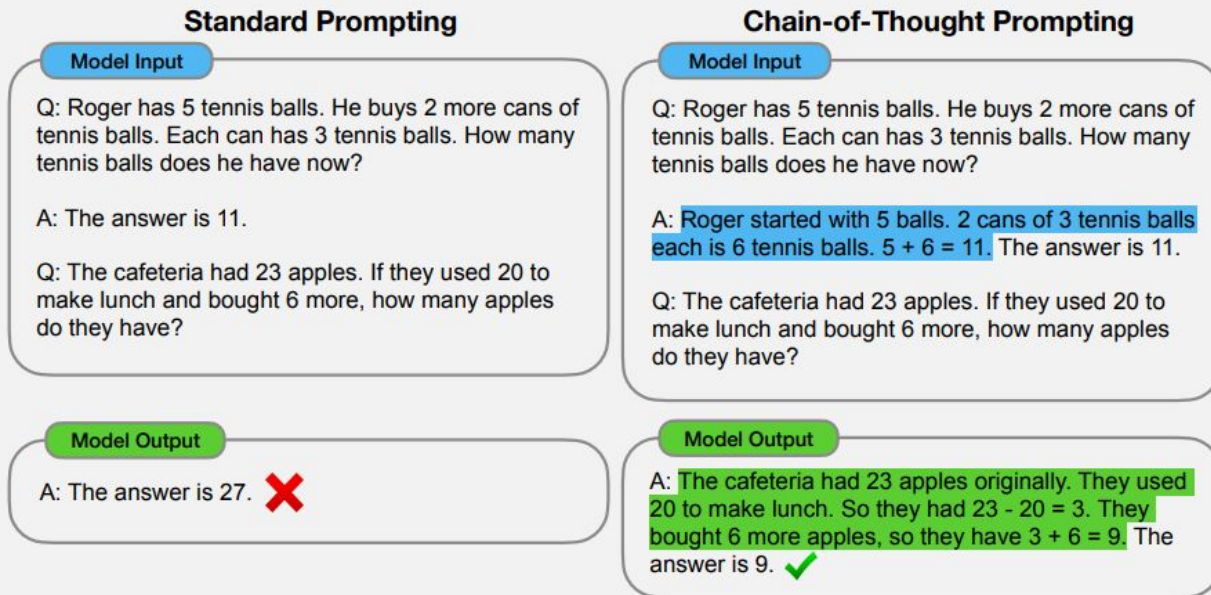 Standard Prompting
Model Input
Q: Roger has 5 tennis balls. He buys 2 more cans of
tennis balls. Each can has 3 tennis balls. How many
tennis balls does he have now?
A: The answer is 11.
Q: The cafeteria had 23 apples. If they used 20 to
make lunch and bought 6 more, how many apples
do they have?
Model Output
A: The answer is 27.
Chain-of-Thought Prompting
Model Input
Q: Roger has 5 tennis balls. He buys 2 more cans of
tennis balls. Each can has 3 tennis balls. How many
tennis balls does he have now?
A: Roger started with 5 balls. 2 cans of 3 tennis balls
each is 6 tennis balls. 5 + 6 = 11. The answer is 11.
Q: The cafeteria had 23 apples. If they used 20 to
make lunch and bought 6 more, how many apples
do they have?
Model Output
A: The cafeteria had 23 apples originally. They used
20 to make lunch. So they had 23 - 20 = 3. They
bought 6 more apples, so they have 3 + 6 = 9. The
answer is 9.